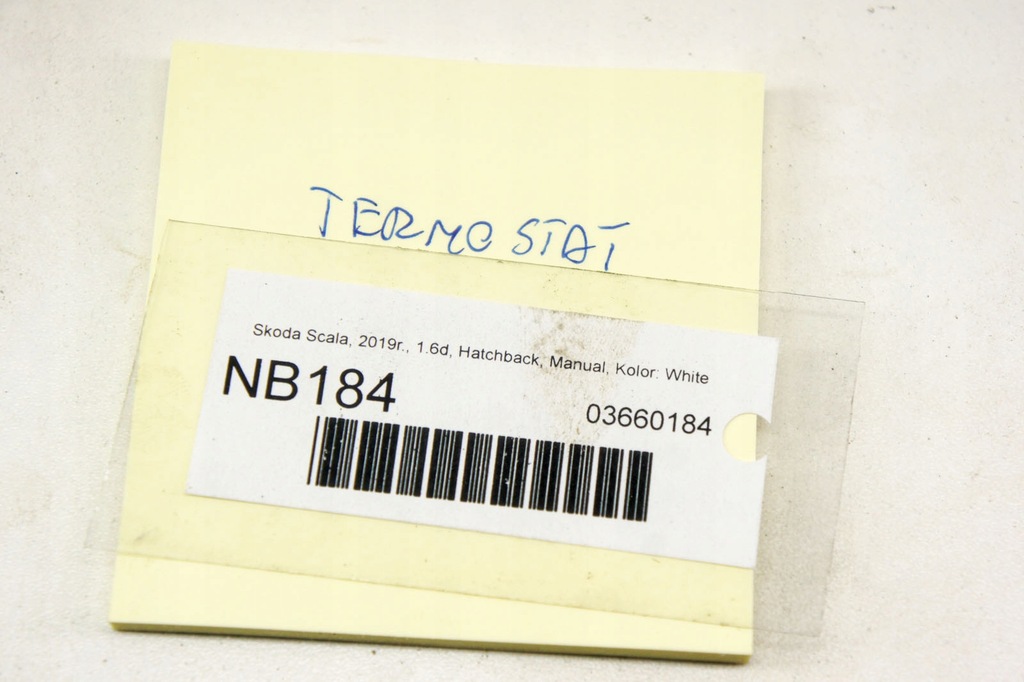 TERMOSTAT
Skoda Scala, 2019r., 1.6d, Hatchback, Manual, Kolor: White
NB184
03660184